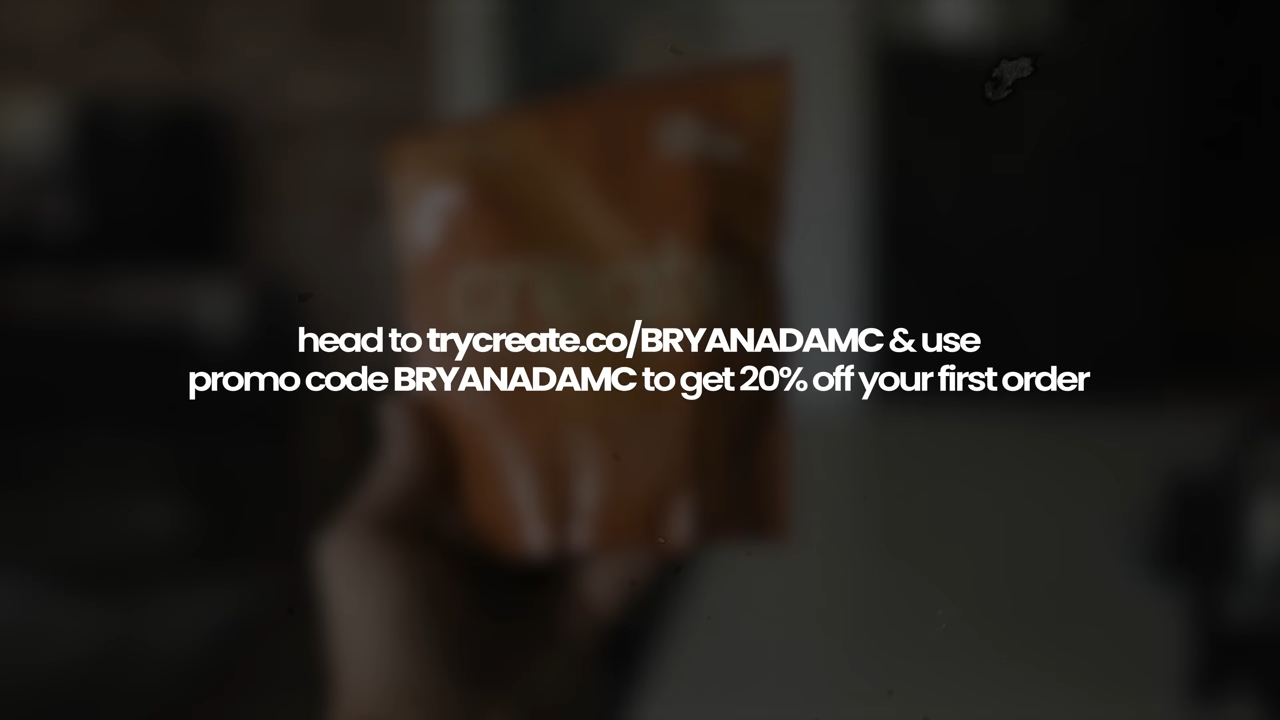 head to trycreate.co/BRYANADAMC & use
promo code BRYANADAMC to get 20% off your first order